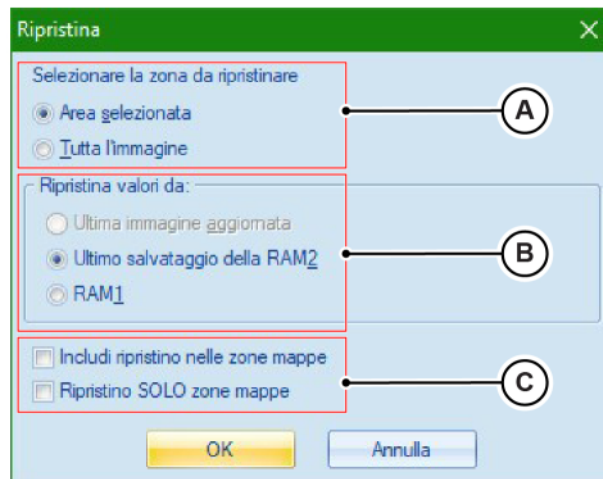 Ripristina
Selezionare la zona da ripristinare
Area selezionata
Tutta l'immagine
A
Ripristina valori da:
Ultima immagine aggiornata
Ultimo salvataggio della RAM2
RAM1
B
Includi ripristino nelle zone mappe
Ripristino SOLO zone mappe
C
OK Annulla